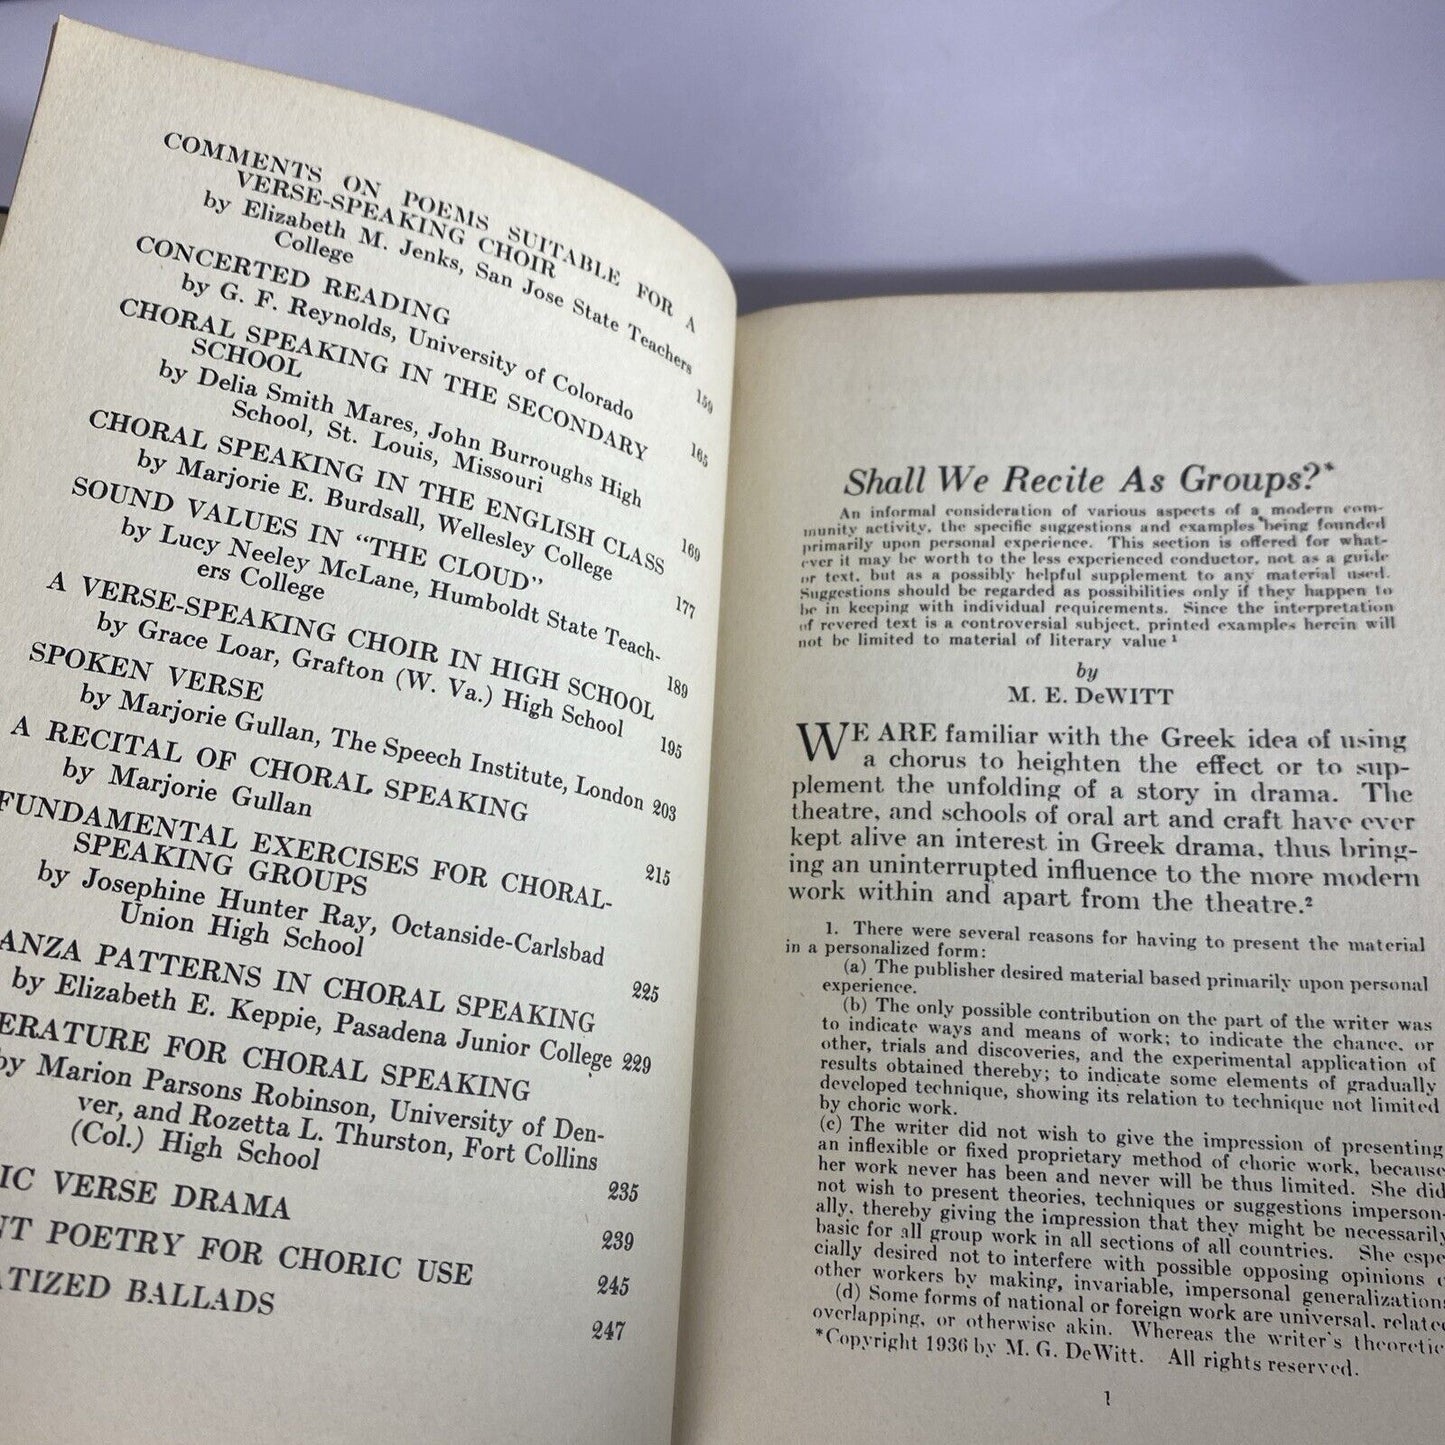 COMMENTS ON POEMS SUITABLE FOR A
VERSE-SPEAKING CHOIR
by Elizabeth M. Jenks, San Jose State Teachers
College 159
CONCERTED READING
by G. F. Reynolds, University of Colorado 165
CHORAL SPEAKING IN THE SECONDARY
SCHOOL
by Delia Smith Mares, John Burroughs High
School, St. Louis, Missouri 169
CHORAL SPEAKING IN THE ENGLISH CLASS
by Marjorie E. Burdsall, Wellesley College 177
SOUND VALUES IN "THE CLOUD"
by Lucy Neeley McLane, Humboldt State Teach-
ers College 189
A VERSE-SPEAKING CHOIR IN HIGH SCHOOL
by Grace Loar, Grafton (W. Va.) High School 195
SPOKEN VERSE
by Marjorie Gullan, The Speech Institute, London 203
A RECITAL OF CHORAL SPEAKING
by Marjorie Gullan 215
FUNDAMENTAL EXERCISES FOR CHORAL-
SPEAKING GROUPS
by Josephine Hunter Ray, Octanside-Carlsbad
Union High School 225
ANZA PATTERNS IN CHORAL SPEAKING
by Elizabeth E. Keppie, Pasadena Junior College 229
ERATURE FOR CHORAL SPEAKING
by Marion Parsons Robinson, University of Den-
ver, and Rozetta L. Thurston, Fort Collins
(Col.) High School 235
IC VERSE DRAMA 239
NT POETRY FOR CHORIC USE 245
ATIZED BALLADS 247
Shall We Recite As Groups?*
An informal consideration of various aspects of a modern com-
munity activity, the specific suggestions and examples being founded
primarily upon personal experience. This section is offered for what-
ever it may be worth to the less experienced conductor, not as a guide
or text, but as a possibly helpful supplement to any material used.
Suggestions should be regarded as possibilities only if they happen to
be in keeping with individual requirements. Since the interpretation
of revered text is a controversial subject, printed examples herein will
not be limited to material of literary value 1
by
M. E. DeWITT
WE ARE familiar with the Greek idea of using
a chorus to heighten the effect or to sup-
plement the unfolding of a story in drama. The
theatre, and schools of oral art and craft have ever
kept alive an interest in Greek drama, thus bring-
ing an uninterrupted influence to the more modern
work within and apart from the theatre.2
1. There were several reasons for having to present the material
in a personalized form:
(a) The publisher desired material based primarily upon personal
experience.
(b) The only possible contribution on the part of the writer was
to indicate ways and means of work; to indicate the chance, or
other, trials and discoveries, and the experimental application of
results obtained thereby; to indicate some elements of gradually
developed technique, showing its relation to technique not limited
by choric work.
(c) The writer did not wish to give the impression of presenting
an inflexible or fixed proprietary method of choric work, because
her work never has been and never will be thus limited. She did
not wish to present theories, techniques or suggestions imperson-
ally, thereby giving the impression that they might be necessarily
basic for all group work in all sections of all countries. She espe
cially desired not to interfere with possible opposing opinions o
other workers by making, invariable, impersonal generalizations
(d) Some forms of national or foreign work are universal, related
overlapping, or otherwise akin. Whereas the writer's theoretic
*Copyright 1936 by M. G. DeWitt. All rights reserved.
1